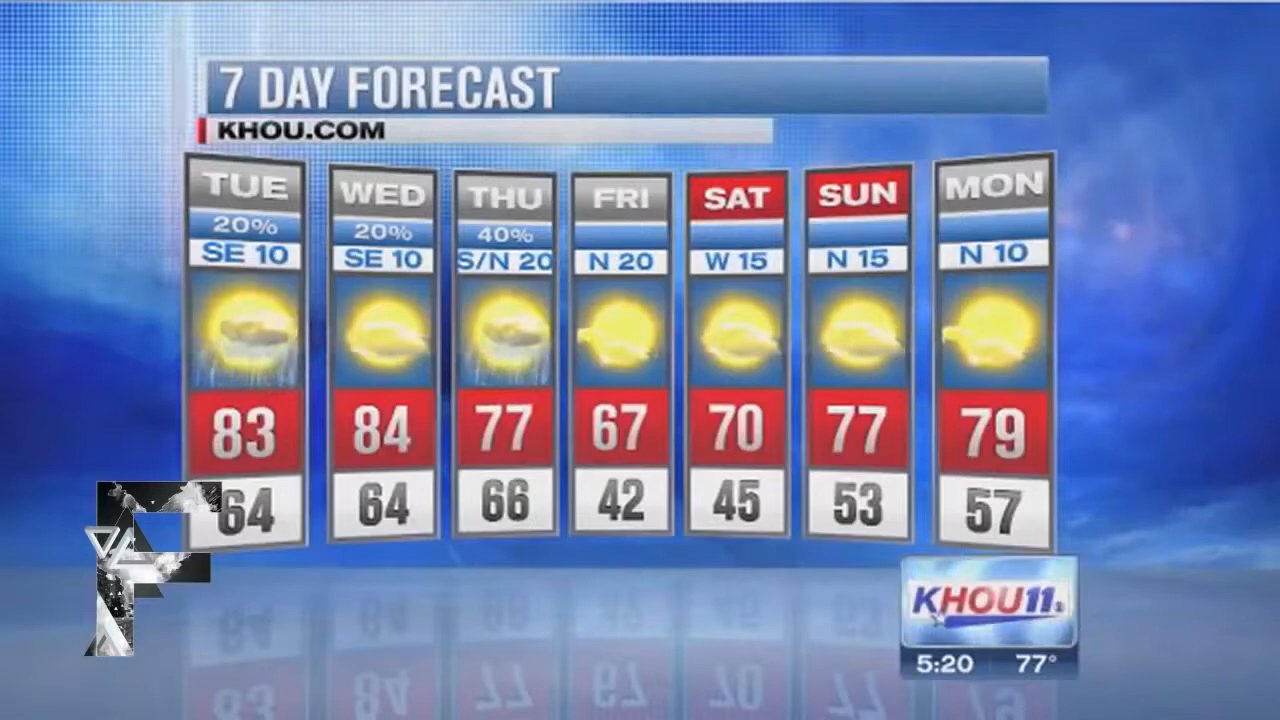 7 DAY FORECAST
KHOU.COM
TUE WED THU FRI SAT SUN MON
20% 20% 40%
SE 10 SE 10 S/N 20 N 20 W 15 N 15 N 10
83 84 77 67 70 77 79
64 64 66 42 45 53 57
KHOU11
5:20 77°